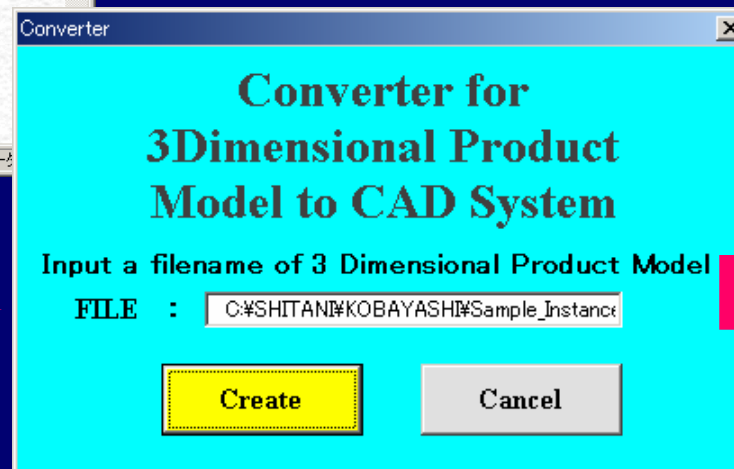 Converter
Converter for
3Dimensional Product
Model to CAD System
Input a filename of 3 Dimensional Product Model
FILE :
C:¥SHITANI¥KOBAYASHI¥Sample_Instance
Create
Cancel